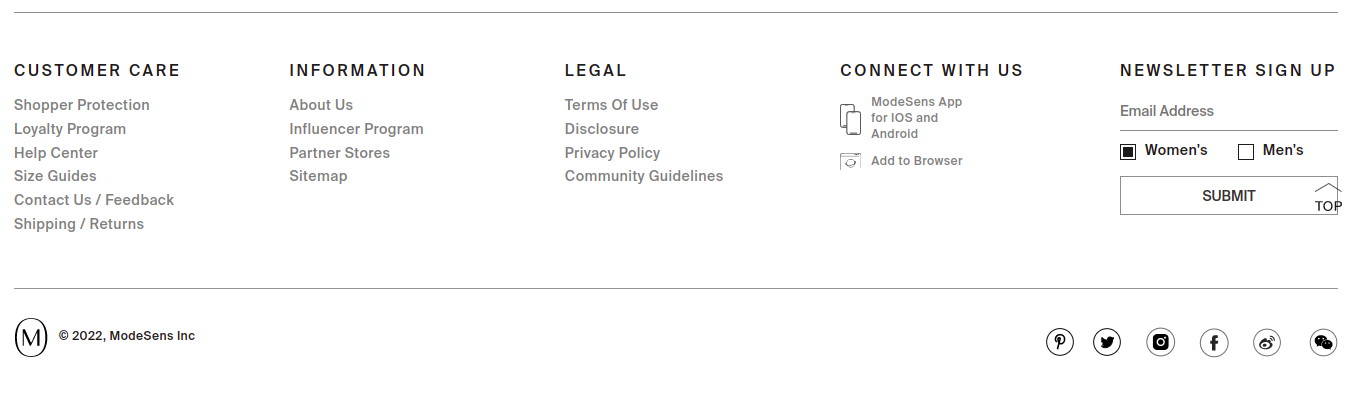 CUSTOMER CARE
Shopper Protection
Loyalty Program
Help Center
Size Guides
Contact Us / Feedback
Shipping / Returns
INFORMATION
About Us
Influencer Program
Partner Stores
Sitemap
LEGAL
Terms Of Use
Disclosure
Privacy Policy
Community Guidelines
CONNECT WITH US
ModeSens App
for IOS and
Android
Add to Browser
NEWSLETTER SIGN UP
Email Address
Women's Men's
SUBMIT
TOP
M © 2022, ModeSens Inc